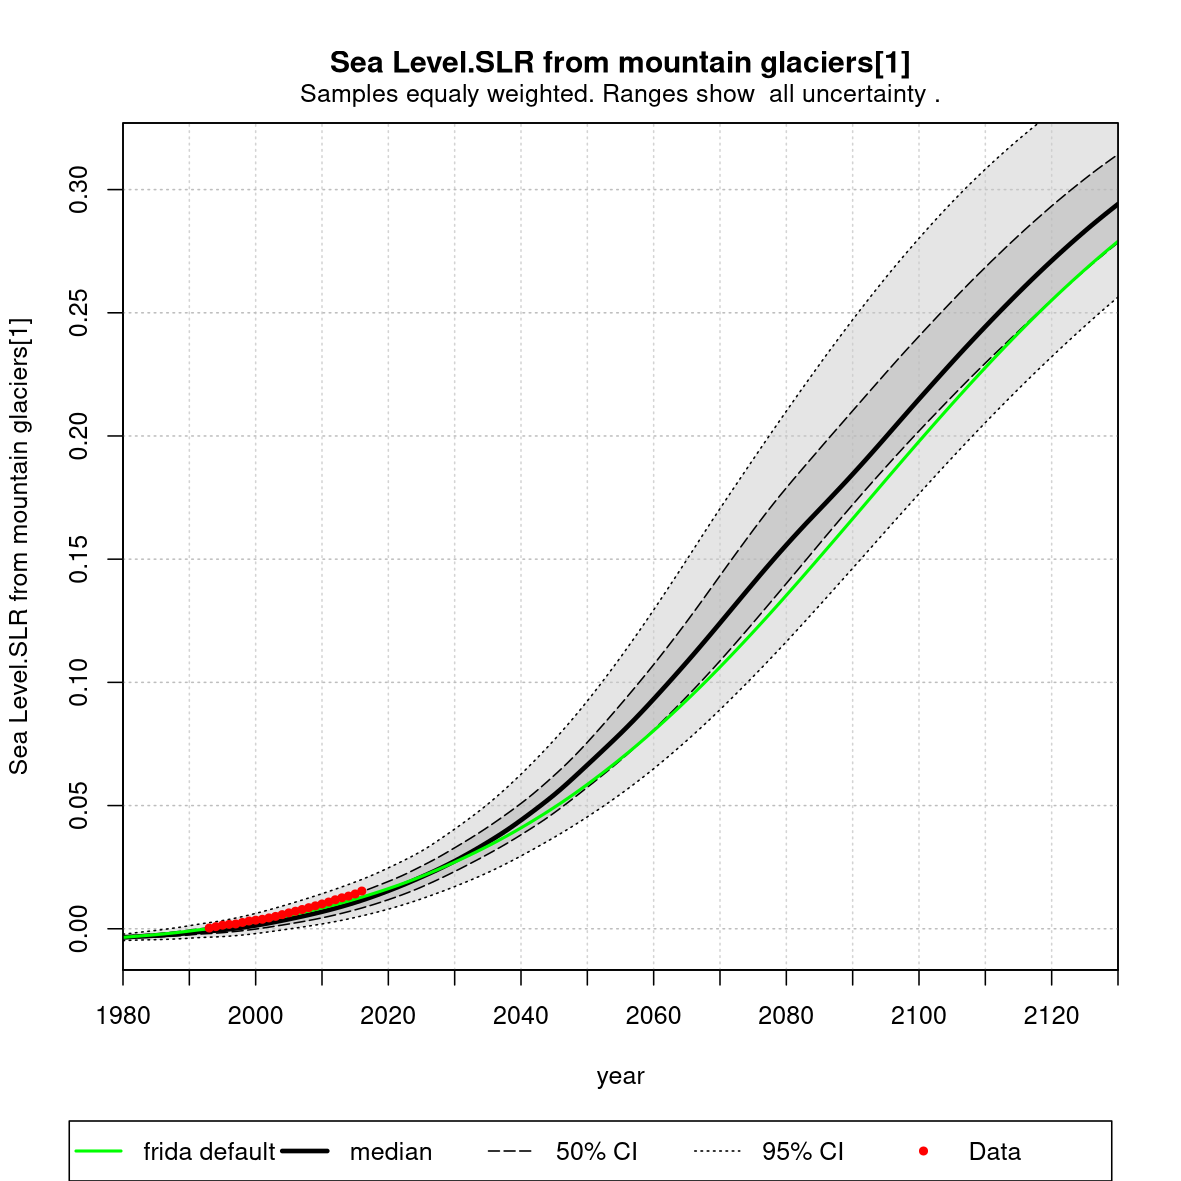 Sea Level.SLR from mountain glaciers[1]
Samples equaly weighted. Ranges show  all uncertainty .
Sea Level.SLR from mountain glaciers[1]
0.30
0.25
0.20
0.15
0.10
0.05
0.00
1980 2000 2020 2040 2060 2080 2100 2120
year
frida default median 50% CI 95% CI Data